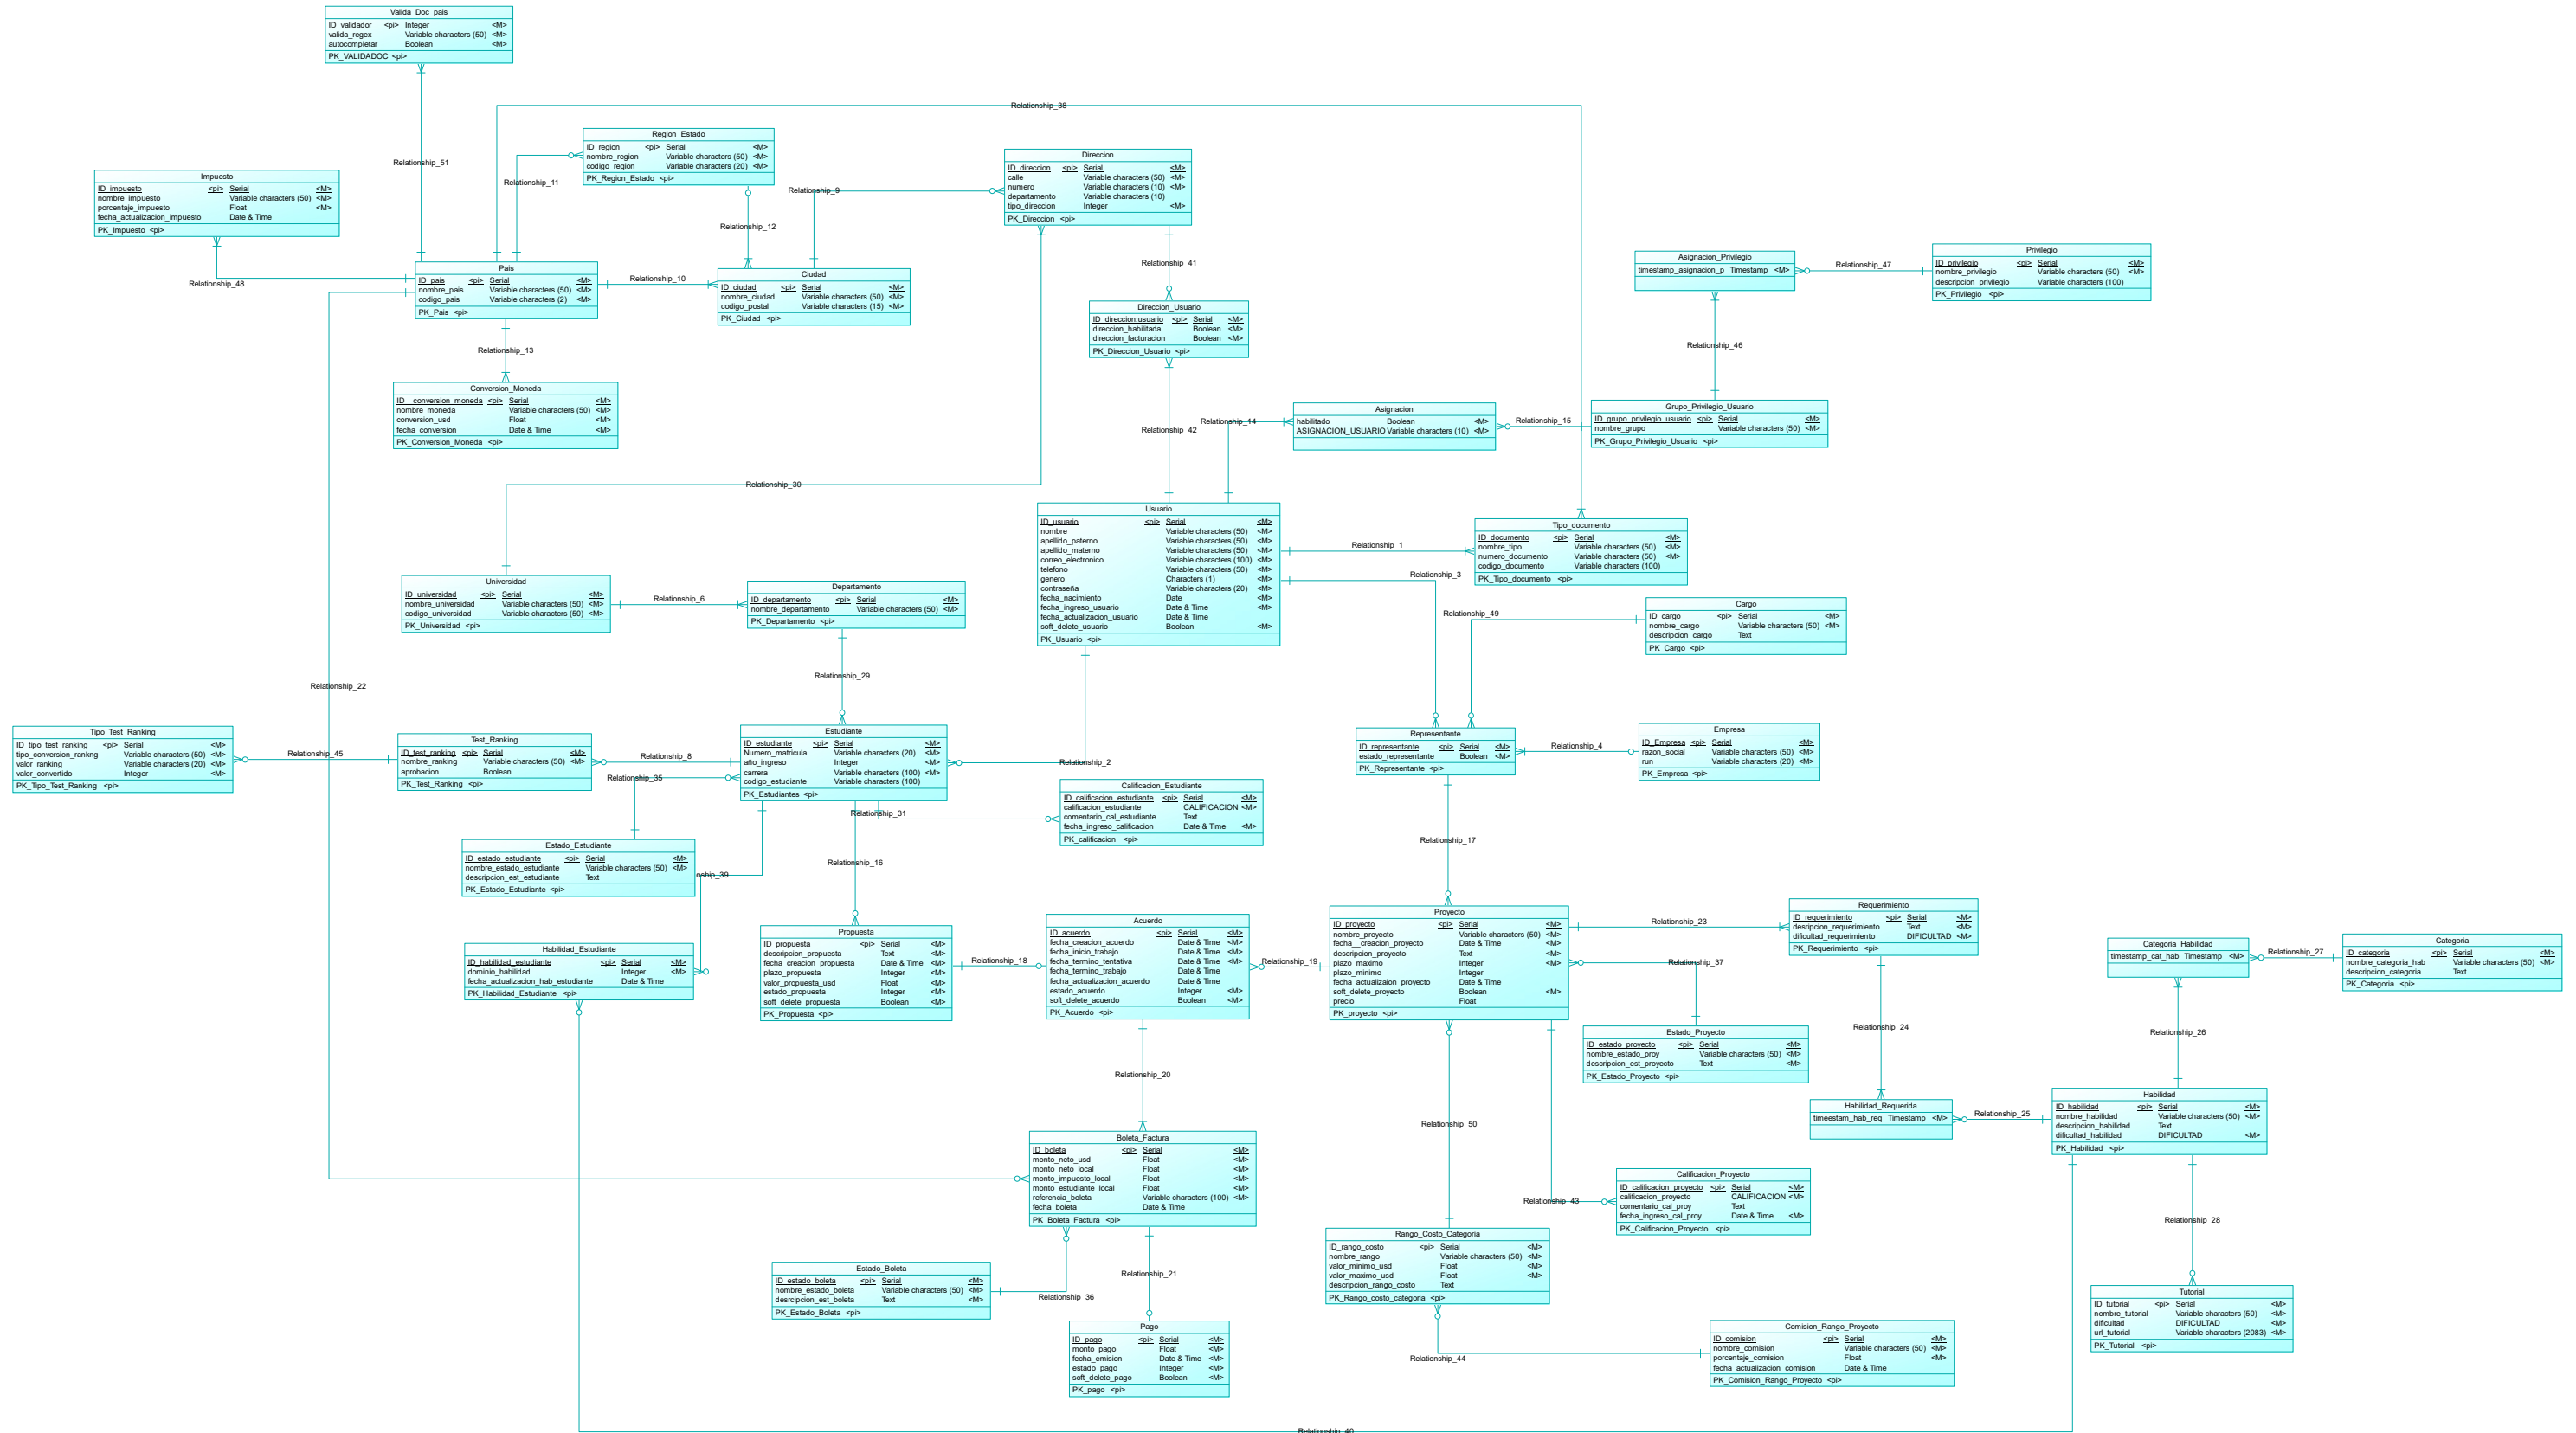 Valida_Doc_pais
ID_validador <pi> Integer <M>
valida_regex Variable characters (50) <M>
autocompletar Boolean <M>
PK_VALIDADOC <pi>
Relationship_38
Relationship_51
Region_Estado
ID_region <pi> Serial <M>
nombre_region Variable characters (50) <M>
codigo_region Variable characters (20) <M>
PK_Region_Estado <pi>
Relationship_11
Direccion
ID_direccion <pi> Serial <M>
calle Variable characters (50) <M>
numero Variable characters (10) <M>
departamento Variable characters (10)
tipo_direccion Integer <M>
PK_Direccion <pi>
Relationship_9
Impuesto
ID_impuesto <pi> Serial <M>
nombre_impuesto Variable characters (50) <M>
porcentaje_impuesto Float <M>
fecha_actualizacion_impuesto Date & Time
PK_Impuesto <pi>
Relationship_48
Relationship_12
Pais
ID_pais <pi> Serial <M>
nombre_pais Variable characters (50) <M>
codigo_pais Variable characters (2) <M>
PK_Pais <pi>
Relationship_10
Ciudad
ID_ciudad <pi> Serial <M>
nombre_ciudad Variable characters (50) <M>
codigo_postal Variable characters (15) <M>
PK_Ciudad <pi>
Relationship_41
Asignacion_Privilegio
timestamp_asignacion_p Timestamp <M>
Relationship_47
Privilegio
ID_privilegio <pi> Serial <M>
nombre_privilegio Variable characters (50) <M>
descripcion_privilegio Variable characters (100)
PK_Privilegio <pi>
Direccion_Usuario
ID_direccion:usuario <pi> Serial <M>
direccion_habilitada Boolean <M>
direccion_facturacion Boolean <M>
PK_Direccion_Usuario <pi>
Relationship_46
Relationship_13
Conversion_Moneda
ID__conversion_moneda <pi> Serial <M>
nombre_moneda Variable characters (50) <M>
conversion_usd Float <M>
fecha_conversion Date & Time <M>
PK_Conversion_Moneda <pi>
Relationship_42
Relationship_14
Asignacion
habilitado Boolean <M>
ASIGNACION_USUARIO Variable characters (10) <M>
Relationship_15
Grupo_Privilegio_Usuario
ID_grupo_privilegio_usuario <pi> Serial <M>
nombre_grupo Variable characters (50) <M>
PK_Grupo_Privilegio_Usuario <pi>
Relationship_30
Usuario
ID_usuario <pi> Serial <M>
nombre Variable characters (50) <M>
apellido_paterno Variable characters (50) <M>
apellido_materno Variable characters (50) <M>
correo_electronico Variable characters (100) <M>
telefono Variable characters (50) <M>
genero Characters (1) <M>
contraseña Variable characters (20) <M>
fecha_nacimiento Date <M>
fecha_ingreso_usuario Date & Time <M>
fecha_actualizacion_usuario Date & Time
soft_delete_usuario Boolean <M>
PK_Usuario <pi>
Relationship_1
Tipo_documento
ID_documento <pi> Serial <M>
nombre_tipo Variable characters (50) <M>
numero_documento Variable characters (50) <M>
codigo_documento Variable characters (100)
PK_Tipo_documento <pi>
Relationship_3
Universidad
ID_universidad <pi> Serial <M>
nombre_universidad Variable characters (50) <M>
codigo_universidad Variable characters (50) <M>
PK_Universidad <pi>
Relationship_6
Departamento
ID_departamento <pi> Serial <M>
nombre_departamento Variable characters (50) <M>
PK_Departamento <pi>
Relationship_49
Cargo
ID_cargo <pi> Serial <M>
nombre_cargo Variable characters (50) <M>
descripcion_cargo Text
PK_Cargo <pi>
Relationship_29
Relationship_22
Tipo_Test_Ranking
ID_tipo_test_ranking <pi> Serial <M>
tipo_conversion_rankng Variable characters (50) <M>
valor_ranking Variable characters (20) <M>
valor_convertido Integer <M>
PK_Tipo_Test_Ranking <pi>
Relationship_45
Test_Ranking
ID_test_ranking <pi> Serial <M>
nombre_ranking Variable characters (50) <M>
aprobacion Boolean
PK_Test_Ranking <pi>
Relationship_8
Relationship_35
Estudiante
ID_estudiante <pi> Serial <M>
Numero_matricula Variable characters (20) <M>
año_ingreso Integer <M>
carrera Variable characters (100) <M>
codigo_estudiante Variable characters (100)
PK_Estudiantes <pi>
Relationship_2
Representante
ID_representante <pi> Serial <M>
estado_representante Boolean <M>
PK_Representante <pi>
Relationship_4
Empresa
ID_Empresa <pi> Serial <M>
razon_social Variable characters (50) <M>
run Variable characters (20) <M>
PK_Empresa <pi>
Relationship_31
Calificacion_Estudiante
ID_calificacion_estudiante <pi> Serial <M>
calificacion_estudiante CALIFICACION <M>
comentario_cal_estudiante Text
fecha_ingreso_calificacion Date & Time <M>
PK_calificacion <pi>
Estado_Estudiante
ID_estado_estudiante <pi> Serial <M>
nombre_estado_estudiante Variable characters (50) <M>
descripcion_est_estudiante Text
PK_Estado_Estudiante <pi>
nship_39
Relationship_16
Relationship_17
Habilidad_Estudiante
ID_habilidad_estudiante <pi> Serial <M>
dominio_habilidad Integer <M>
fecha_actualizacion_hab_estudiante Date & Time
PK_Habilidad_Estudiante <pi>
Propuesta
ID_propuesta <pi> Serial <M>
descripcion_propuesta Text <M>
fecha_creacion_propuesta Date & Time <M>
plazo_propuesta Integer <M>
valor_propuesta_usd Float <M>
estado_propuesta Integer <M>
soft_delete_propuesta Boolean <M>
PK_Propuesta <pi>
Relationship_18
Acuerdo
ID_acuerdo <pi> Serial <M>
fecha_creacion_acuerdo Date & Time <M>
fecha_inicio_trabajo Date & Time <M>
fecha_termino_tentativa Date & Time <M>
fecha_termino_trabajo Date & Time
fecha_actualizacion_acuerdo Date & Time
estado_acuerdo Integer <M>
soft_delete_acuerdo Boolean <M>
PK_Acuerdo <pi>
Relationship_19
Proyecto
ID_proyecto <pi> Serial <M>
nombre_proyecto Variable characters (50) <M>
fecha__creacion_proyecto Date & Time <M>
descripcion_proyecto Text <M>
plazo_maximo Integer <M>
plazo_minimo Integer
fecha_actualizaion_proyecto Date & Time
soft_delete_proyecto Boolean <M>
precio Float
PK_proyecto <pi>
Relationship_23
Relationship_37
Requerimiento
ID_requerimiento <pi> Serial <M>
desripcion_requerimiento Text <M>
dificultad_requerimiento DIFICULTAD <M>
PK_Requerimiento <pi>
Categoria_Habilidad
timestamp_cat_hab Timestamp <M>
Relationship_27
Categoria
ID_categoria <pi> Serial <M>
nombre_categoria_hab Variable characters (50) <M>
descripcion_categoria Text
PK_Categoria <pi>
Estado_Proyecto
ID_estado_proyecto <pi> Serial <M>
nombre_estado_proy Variable characters (50) <M>
descripcion_est_proyecto Text <M>
PK_Estado_Proyecto <pi>
Relationship_24
Relationship_26
Relationship_20
Habilidad_Requerida
timeestam_hab_req Timestamp <M>
Relationship_25
Habilidad
ID_habilidad <pi> Serial <M>
nombre_habilidad Variable characters (50) <M>
descripcion_habilidad Text
dificultad_habilidad DIFICULTAD <M>
PK_Habilidad <pi>
Relationship_50
Boleta_Factura
ID_boleta <pi> Serial <M>
monto_neto_usd Float <M>
monto_neto_local Float <M>
monto_impuesto_local Float <M>
monto_estudiante_local Float <M>
referencia_boleta Variable characters (100) <M>
fecha_boleta Date & Time
PK_Boleta_Factura <pi>
Relationship_43
Calificacion_Proyecto
ID_calificacion_proyecto <pi> Serial <M>
calificacion_proyecto CALIFICACION <M>
comentario_cal_proy Text
fecha_ingreso_cal_proy Date & Time <M>
PK_Calificacion_Proyecto <pi>
Relationship_28
Rango_Costo_Categoria
ID_rango_costo <pi> Serial <M>
nombre_rango Variable characters (50) <M>
valor_minimo_usd Float <M>
valor_maximo_usd Float <M>
descripcion_rango_costo Text
PK_Rango_costo_categoria <pi>
Estado_Boleta
ID_estado_boleta <pi> Serial <M>
nombre_estado_boleta Variable characters (50) <M>
desrcipcion_est_boleta Text <M>
PK_Estado_Boleta <pi>
Relationship_36
Relationship_21
Pago
ID_pago <pi> Serial <M>
monto_pago Float <M>
fecha_emision Date & Time <M>
estado_pago Integer <M>
soft_delete_pago Boolean <M>
PK_pago <pi>
Relationship_44
Comision_Rango_Proyecto
ID_comision <pi> Serial <M>
nombre_comision Variable characters (50) <M>
porcentaje_comision Float <M>
fecha_actualizacion_comision Date & Time
PK_Comision_Rango_Proyecto <pi>
Tutorial
ID_tutorial <pi> Serial <M>
nombre_tutorial Variable characters (50) <M>
dificultad DIFICULTAD <M>
url_tutorial Variable characters (2083) <M>
PK_Tutorial <pi>
Relationship_40